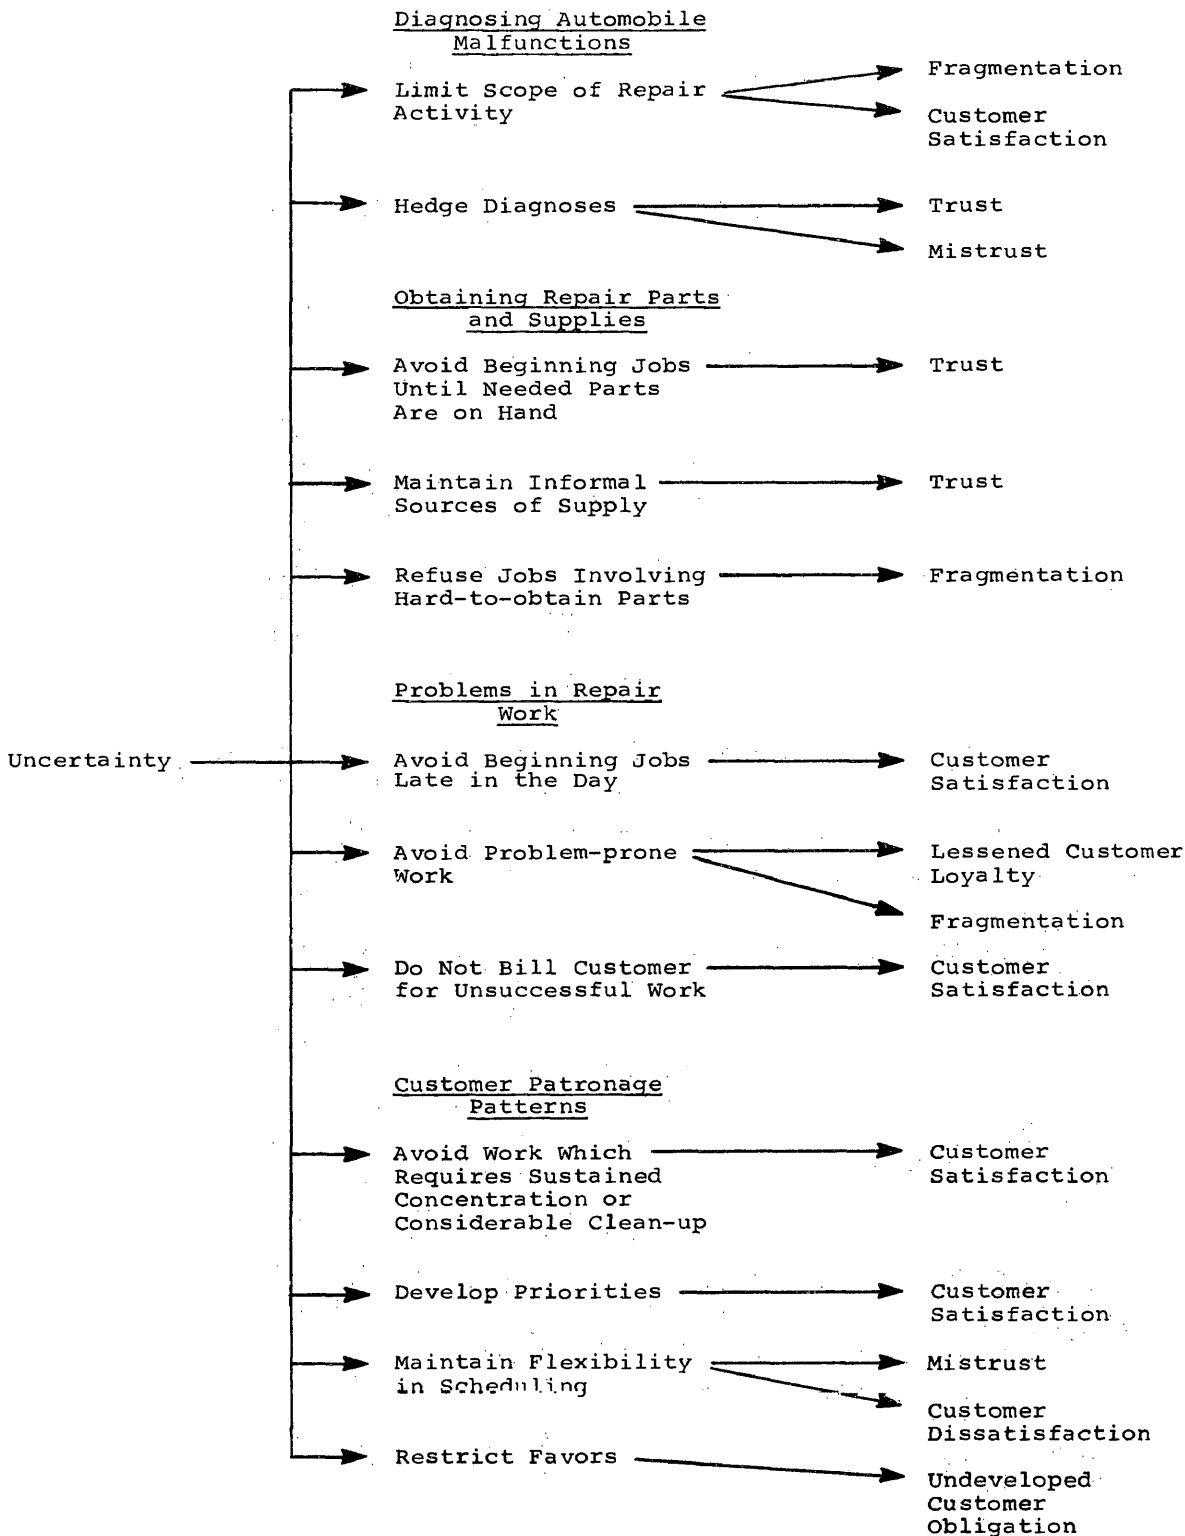 Diagnosing Automobile
Malfunctions
Limit Scope of Repair
Activity
Fragmentation
Customer
Satisfaction
Hedge Diagnoses
Trust
Mistrust
Obtaining Repair Parts
and Supplies
Avoid Beginning Jobs
Until Needed Parts
Are on Hand
Trust
Maintain Informal
Sources of Supply
Trust
Refuse Jobs Involving
Hard-to-obtain Parts
Fragmentation
Problems in Repair
Work
Uncertainty
Avoid Beginning Jobs
Late in the Day
Customer
Satisfaction
Avoid Problem-prone
Work
Lessened Customer
Loyalty
Fragmentation
Do Not Bill Customer
for Unsuccessful Work
Customer
Satisfaction
Customer Patronage
Patterns
Avoid Work Which
Requires Sustained
Concentration or
Considerable Clean-up
Customer
Satisfaction
Develop Priorities
Customer
Satisfaction
Maintain Flexibility
in Scheduling
Mistrust
Customer
Dissatisfaction
Restrict Favors
Undeveloped
Customer
Obligation